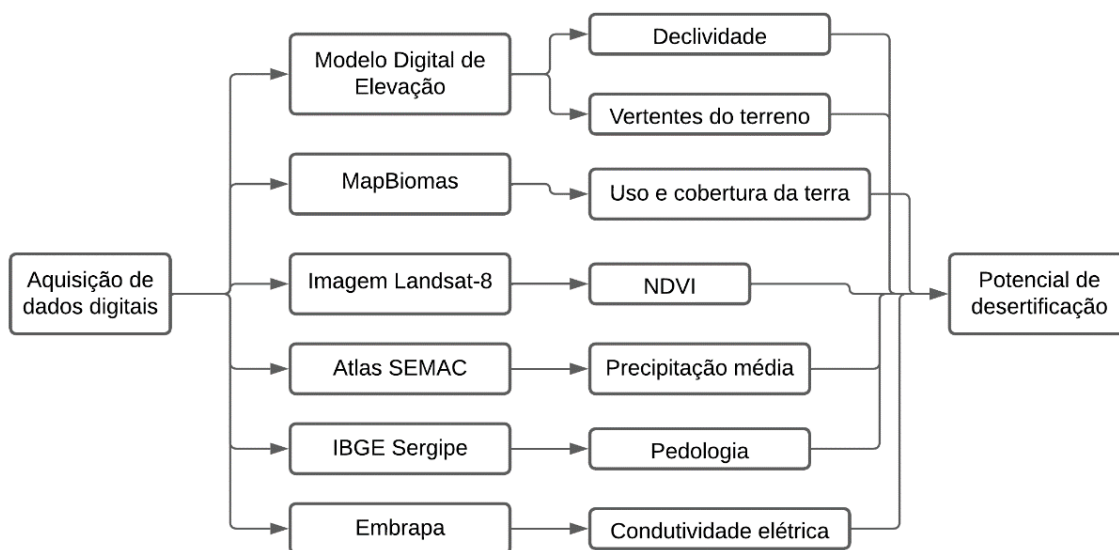 Aquisição de
dados digitais
Modelo Digital de
Elevação
MapBiomas
Imagem Landsat-8
Atlas SEMAC
IBGE Sergipe
Embrapa
Declividade
Vertentes do terreno
Uso e cobertura da terra
NDVI
Precipitação média
Pedologia
Condutividade elétrica
Potencial de
desertificação